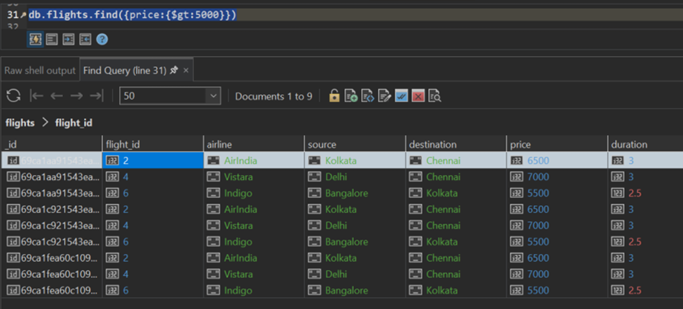 31 db.flights.find({price:{$gt:5000}})
32
Raw shell output Find Query (line 31) ×
50 Documents 1 to 9
flights > flight_id
_id flight_id airline source destination price duration
69ca1aa91543ea... 2 AirIndia Kolkata Chennai 6500 3
69ca1aa91543ea... 4 Vistara Delhi Chennai 7000 3
69ca1aa91543ea... 6 Indigo Bangalore Kolkata 5500 2.5
69ca1c921543ea... 2 AirIndia Kolkata Chennai 6500 3
69ca1c921543ea... 4 Vistara Delhi Chennai 7000 3
69ca1c921543ea... 6 Indigo Bangalore Kolkata 5500 2.5
69ca1fea60c109... 2 AirIndia Kolkata Chennai 6500 3
69ca1fea60c109... 4 Vistara Delhi Chennai 7000 3
69ca1fea60c109... 6 Indigo Bangalore Kolkata 5500 2.5